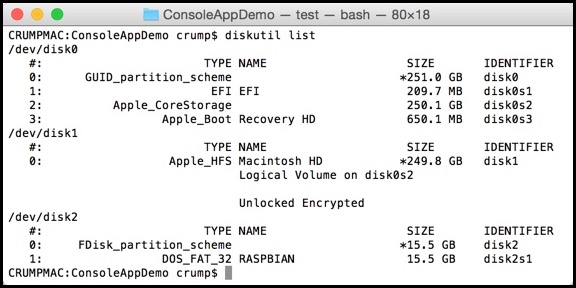 ConsoleAppDemo — test — bash — 80×18
CRUMPMAC:ConsoleAppDemo crump$ diskutil list
/dev/disk0
#: TYPE NAME SIZE IDENTIFIER
0: GUID_partition_scheme *251.0 GB disk0
1: EFI EFI 209.7 MB disk0s1
2: Apple_CoreStorage 250.1 GB disk0s2
3: Apple_Boot Recovery HD 650.1 MB disk0s3
/dev/disk1
#: TYPE NAME SIZE IDENTIFIER
0: Apple_HFS Macintosh HD *249.8 GB disk1
Logical Volume on disk0s2
Unlocked Encrypted
/dev/disk2
#: TYPE NAME SIZE IDENTIFIER
0: FDisk_partition_scheme *15.5 GB disk2
1: DOS_FAT_32 RASPBIAN 15.5 GB disk2s1
CRUMPMAC:ConsoleAppDemo crump$